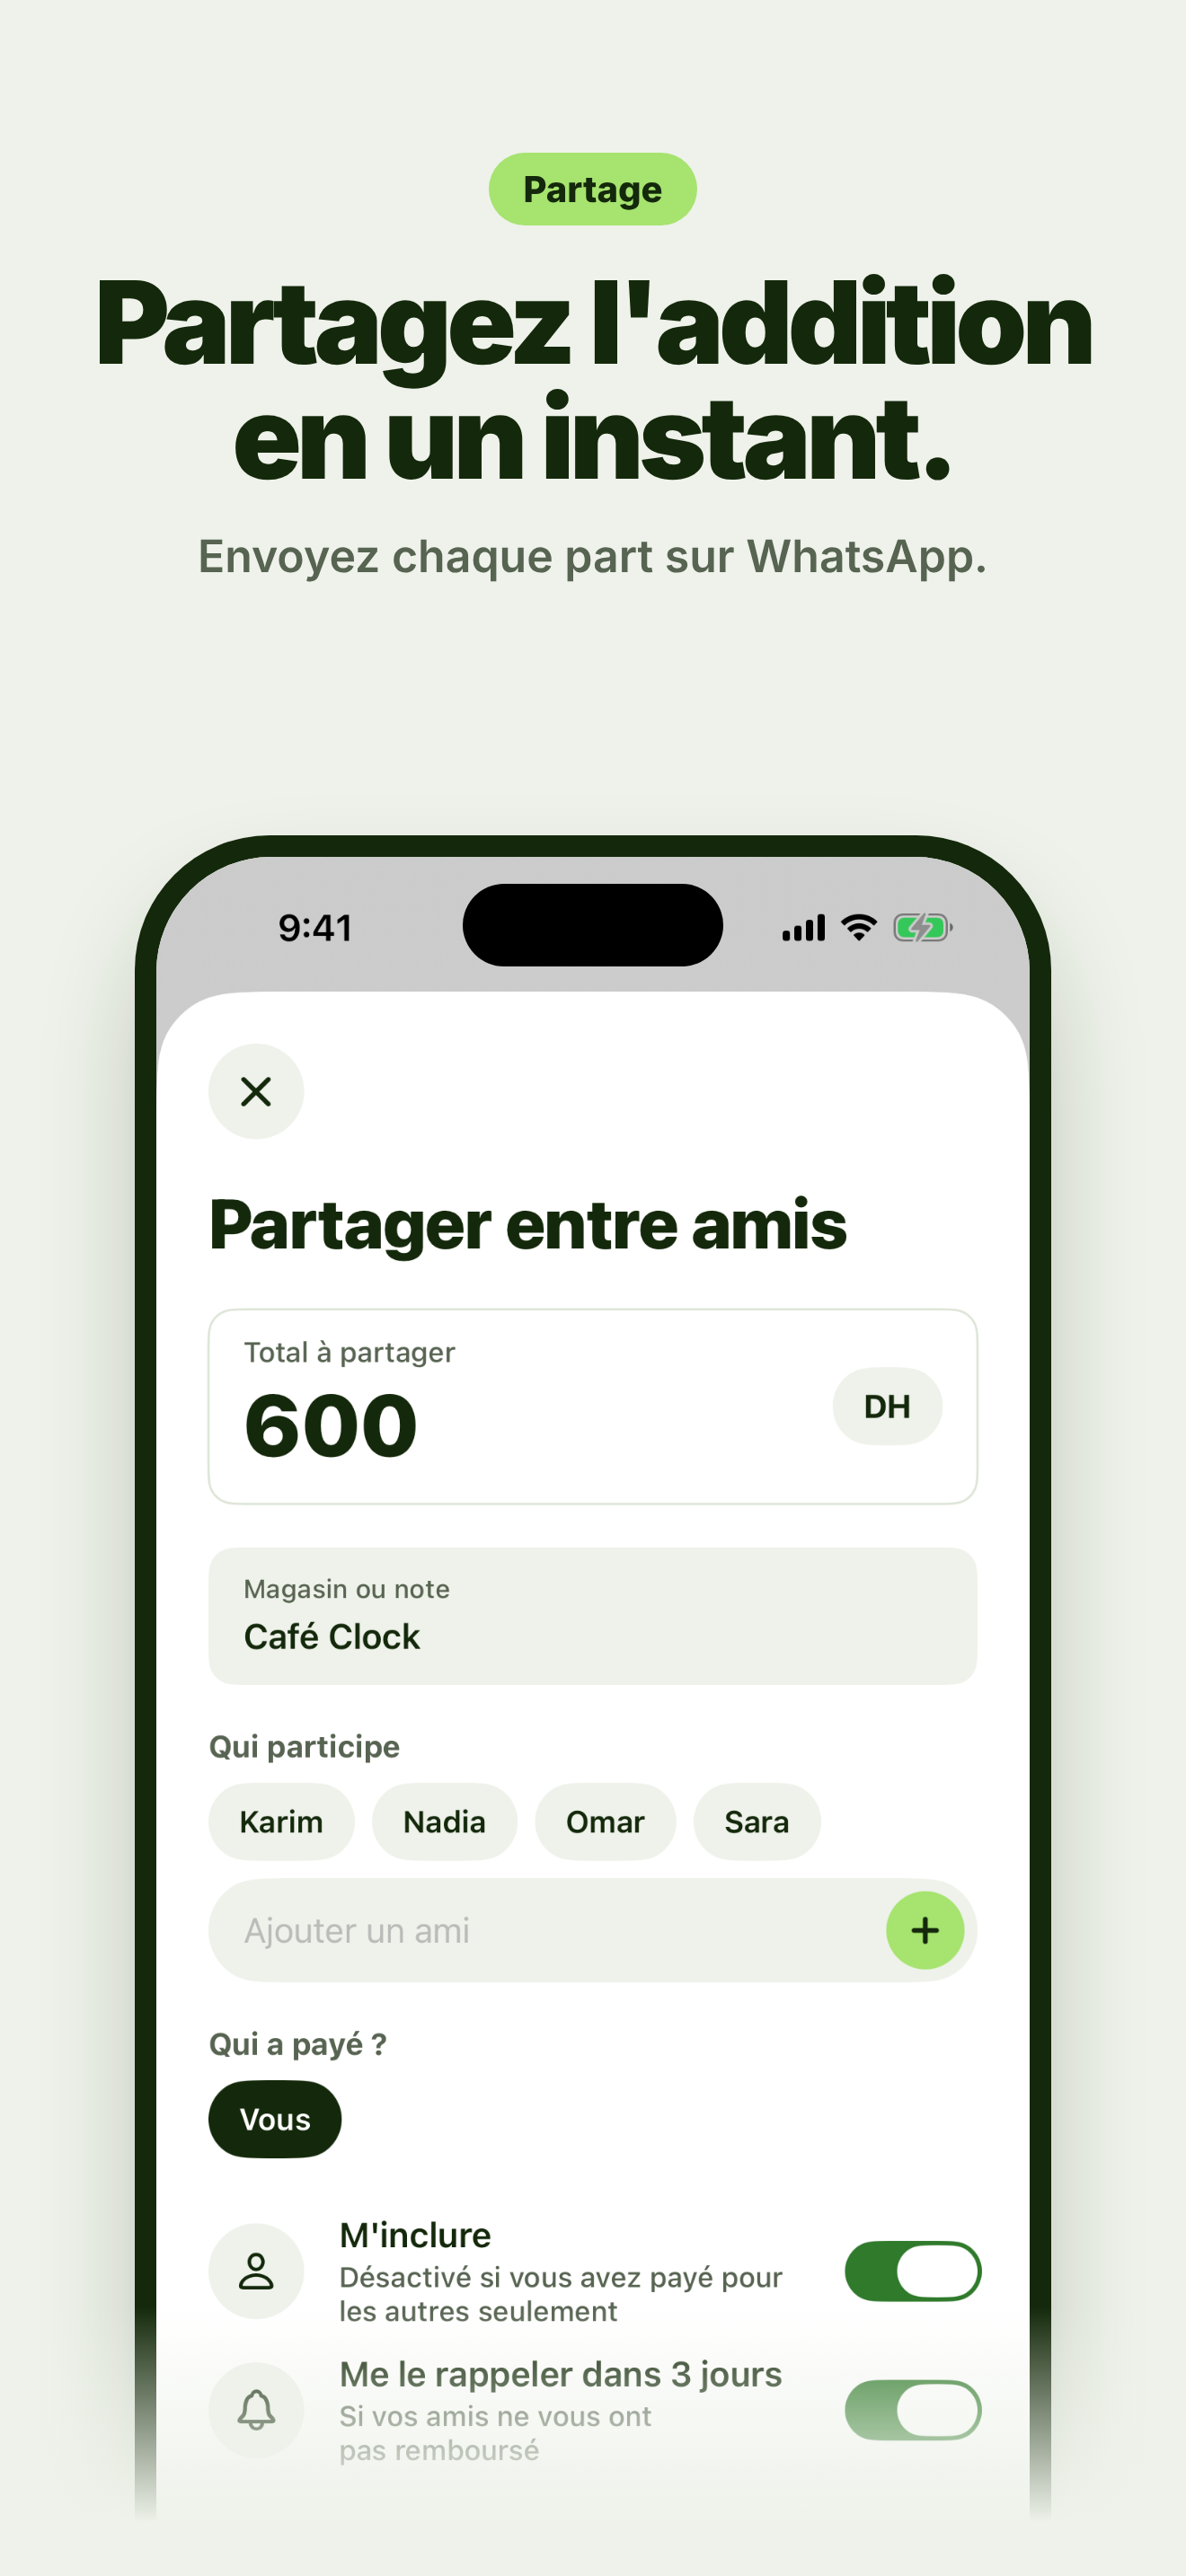 Partage
Partagez l'addition
en un instant.
Envoyez chaque part sur WhatsApp.
9:41
Partager entre amis
Total à partager
600
DH
Magasin ou note
Café Clock
Qui participe
Karim Nadia Omar Sara
Ajouter un ami
Qui a payé ?
Vous
M'inclure
Désactivé si vous avez payé pour
les autres seulement
Me le rappeler dans 3 jours
Si vos amis ne vous ont
pas remboursé